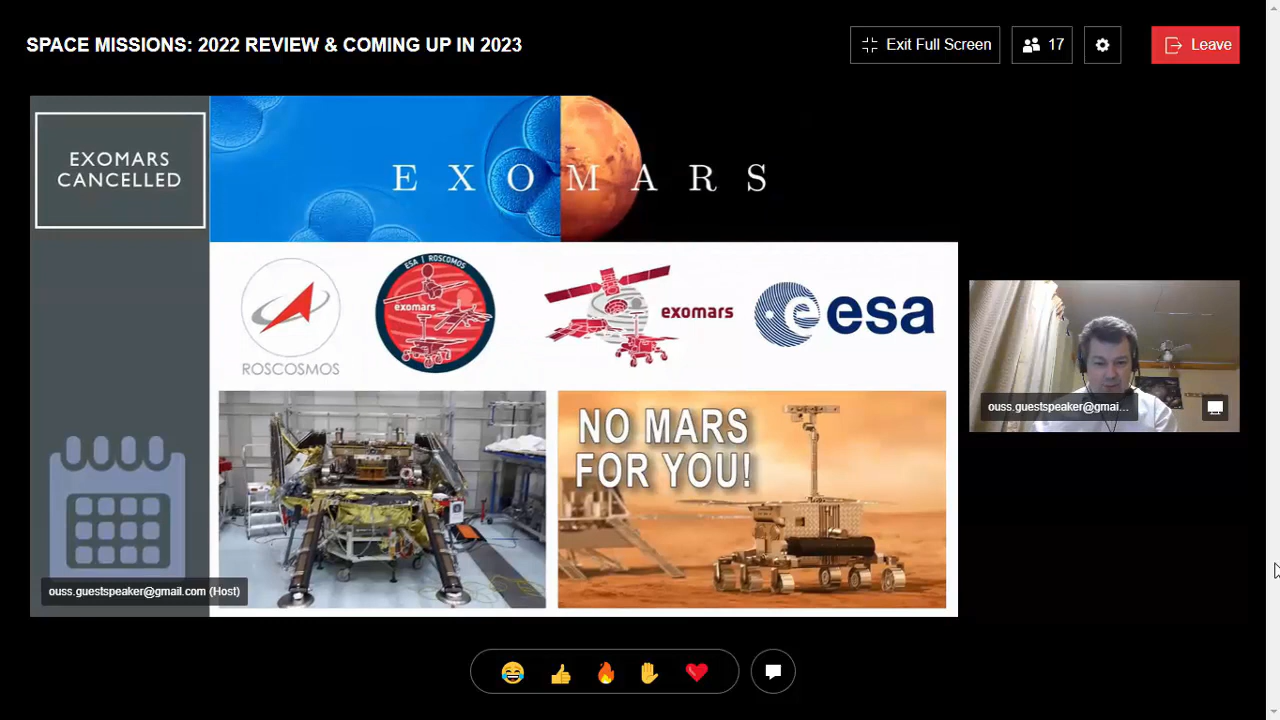 SPACE MISSIONS: 2022 REVIEW & COMING UP IN 2023
Exit Full Screen
17
Leave
EXOMARS
CANCELLED
EXOMARS
ROSCOSMOS
ESA | ROSCOSMOS
exomars
exomars
esa
NO MARS
FOR YOU!
ouss.guestspeaker@gmai...
ouss.guestspeaker@gmail.com (Host)